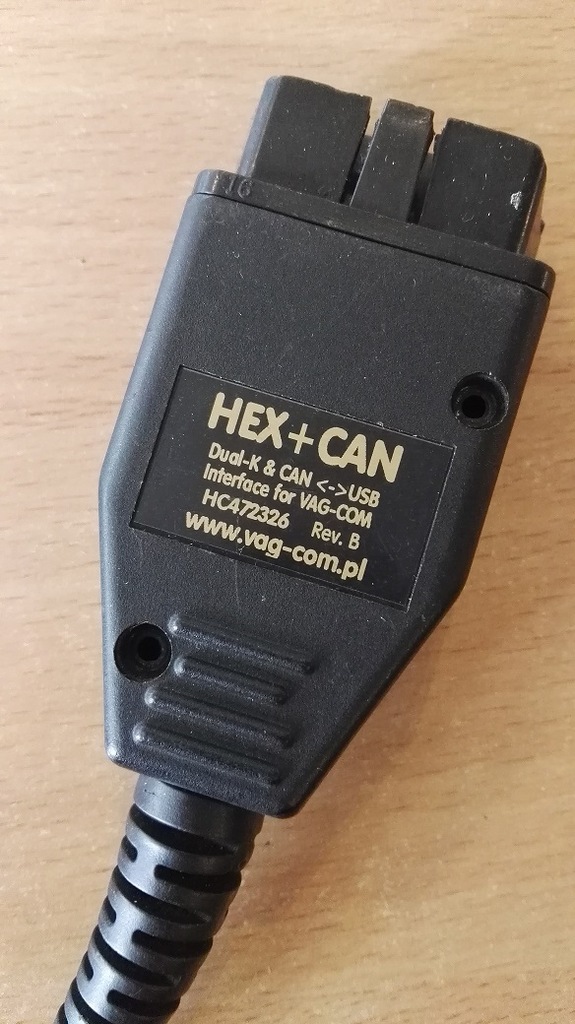 16
HEX+CAN
Dual-K & CAN <->USB
Interface for VAG-COM
HC472326 Rev. B
www.vag-com.pl